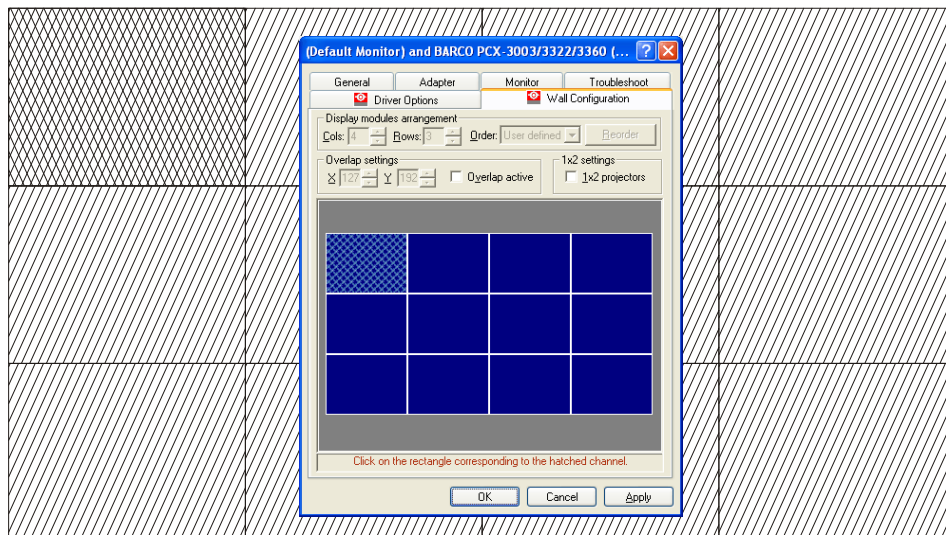 (Default Monitor) and BARCO PCX-3003/3322/3360 (...
General Adapter Monitor Troubleshoot
Driver Options Wall Configuration
Display modules arrangement
Cols: 4 Rows: 3 Order: User defined Reorder
Overlap settings 1x2 settings
X 127 Y 192 Overlap active 1x2 projectors
Click on the rectangle corresponding to the hatched channel.
OK Cancel Apply